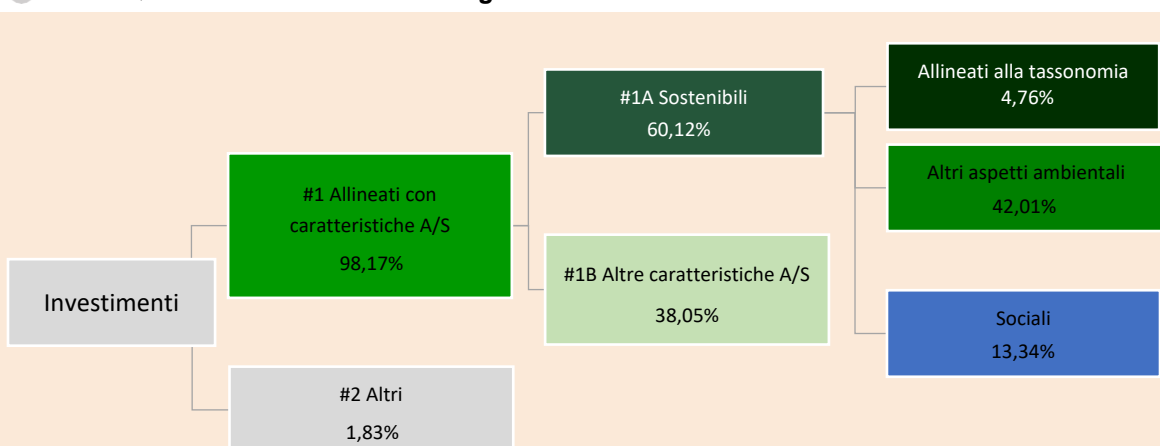 Investimenti
#1 Allineati con
caratteristiche A/S
98,17%
#2 Altri
1,83%
#1A Sostenibili
60,12%
#1B Altre caratteristiche A/S
38,05%
Allineati alla tassonomia
4,76%
Altri aspetti ambientali
42,01%
Sociali
13,34%